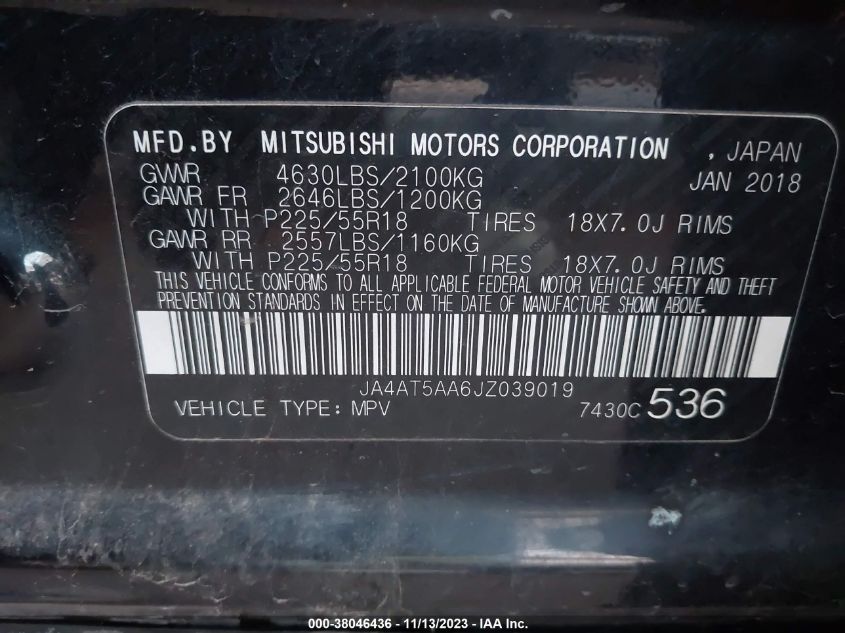 MFD.BY MITSUBISHI MOTORS CORPORATION , JAPAN
GVWR 4630LBS/2100KG JAN 2018
GAWR FR 2646LBS/1200KG
WITH P225/55R18 TIRES 18X7.0J RIMS
GAWR RR 2557LBS/1160KG
WITH P225/55R18 TIRES 18X7.0J RIMS
THIS VEHICLE CONFORMS TO ALL APPLICABLE FEDERAL MOTOR VEHICLE SAFETY AND THEFT
PREVENTION STANDARDS IN EFFECT ON THE DATE OF MANUFACTURE SHOWN ABOVE.
JA4AT5AA6JZ039019
VEHICLE TYPE: MPV 7430C 536
000-38046436 - 11/13/2023 - IAA Inc.